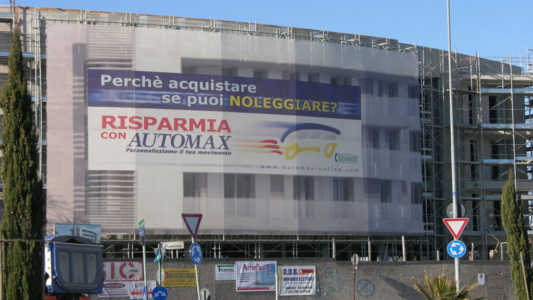 Perchè acquistare
se puoi NOLEGGIARE?
RISPARMIA
CON AUTOMAX
Personalizziamo il tuo movimento
www.automax-online.com
D.D.B.